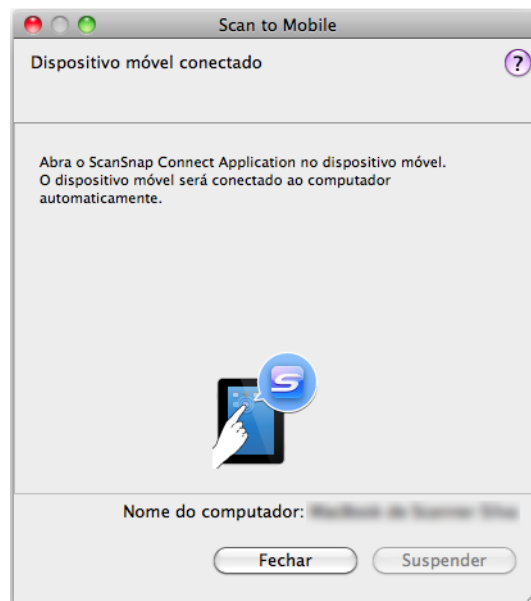 Scan to Mobile
Dispositivo móvel conectado
?
Abra o ScanSnap Connect Application no dispositivo móvel.
O dispositivo móvel será conectado ao computador
automaticamente.
S
Nome do computador:
Fechar
Suspender